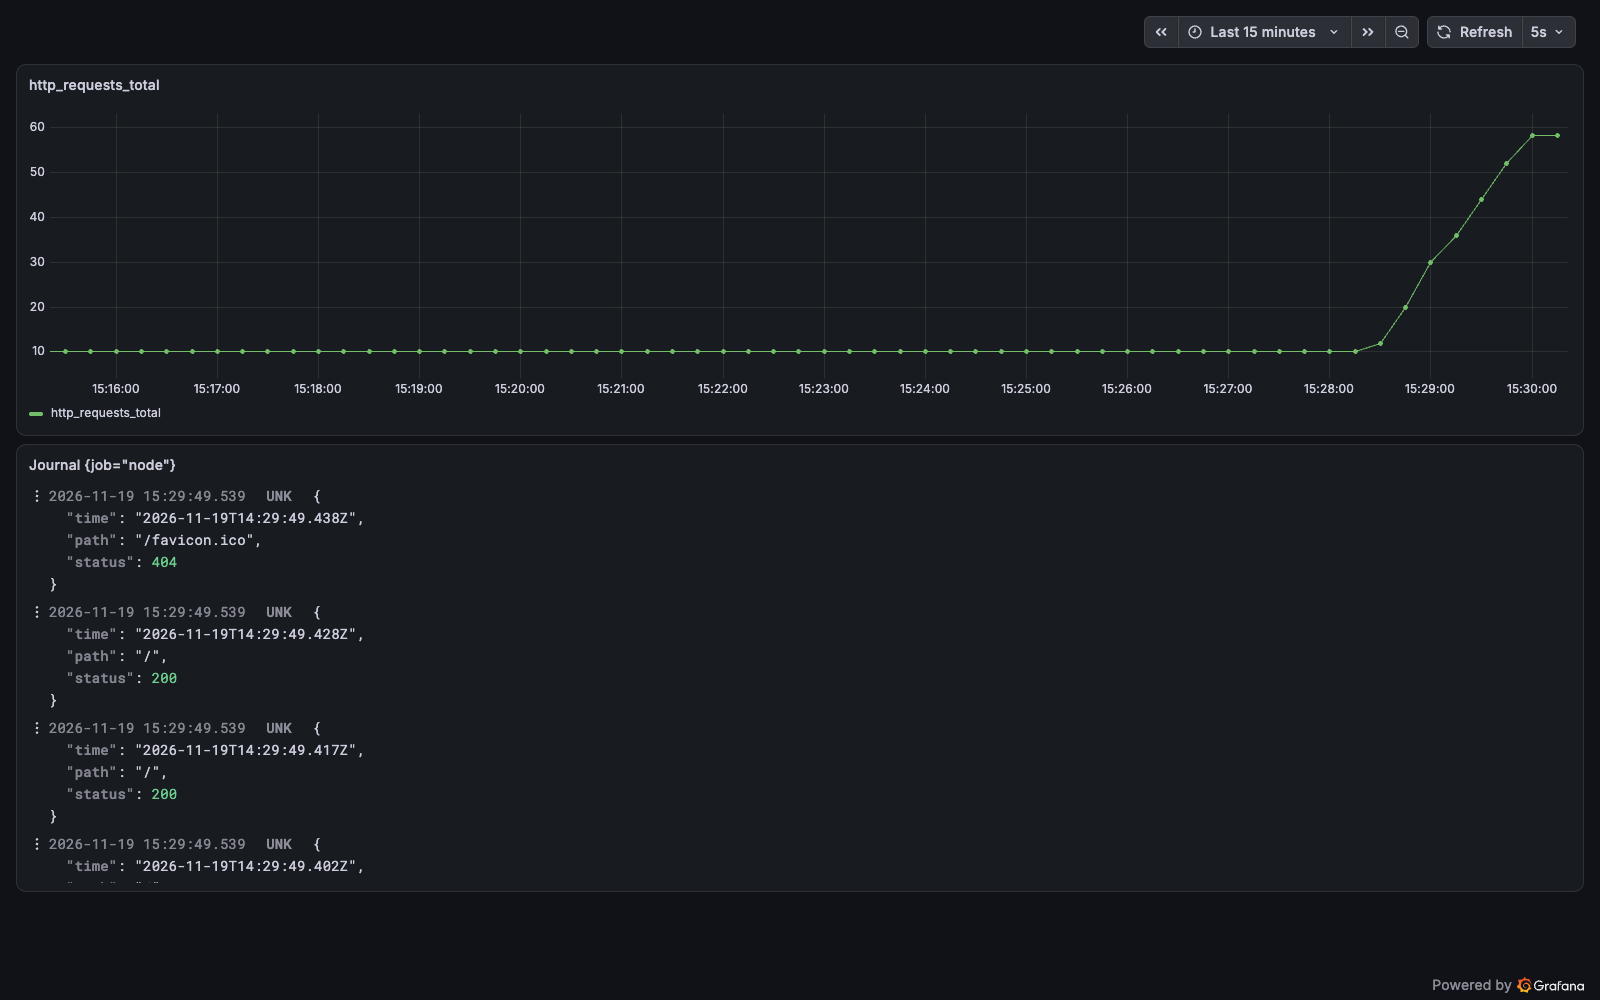 Last 15 minutes
Refresh
5s
http_requests_total
60
50
40
30
20
10
15:16:00 15:17:00 15:18:00 15:19:00 15:20:00 15:21:00 15:22:00 15:23:00 15:24:00 15:25:00 15:26:00 15:27:00 15:28:00 15:29:00 15:30:00
http_requests_total
Journal {job="node"}
2026-11-19 15:29:49.539 UNK {
"time": "2026-11-19T14:29:49.438Z",
"path": "/favicon.ico",
"status": 404
}
2026-11-19 15:29:49.539 UNK {
"time": "2026-11-19T14:29:49.428Z",
"path": "/",
"status": 200
}
2026-11-19 15:29:49.539 UNK {
"time": "2026-11-19T14:29:49.417Z",
"path": "/",
"status": 200
}
2026-11-19 15:29:49.539 UNK {
"time": "2026-11-19T14:29:49.402Z",
Powered by Grafana